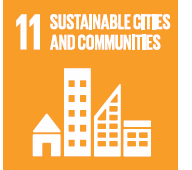 11 SUSTAINABLE CITIES
AND COMMUNITIES